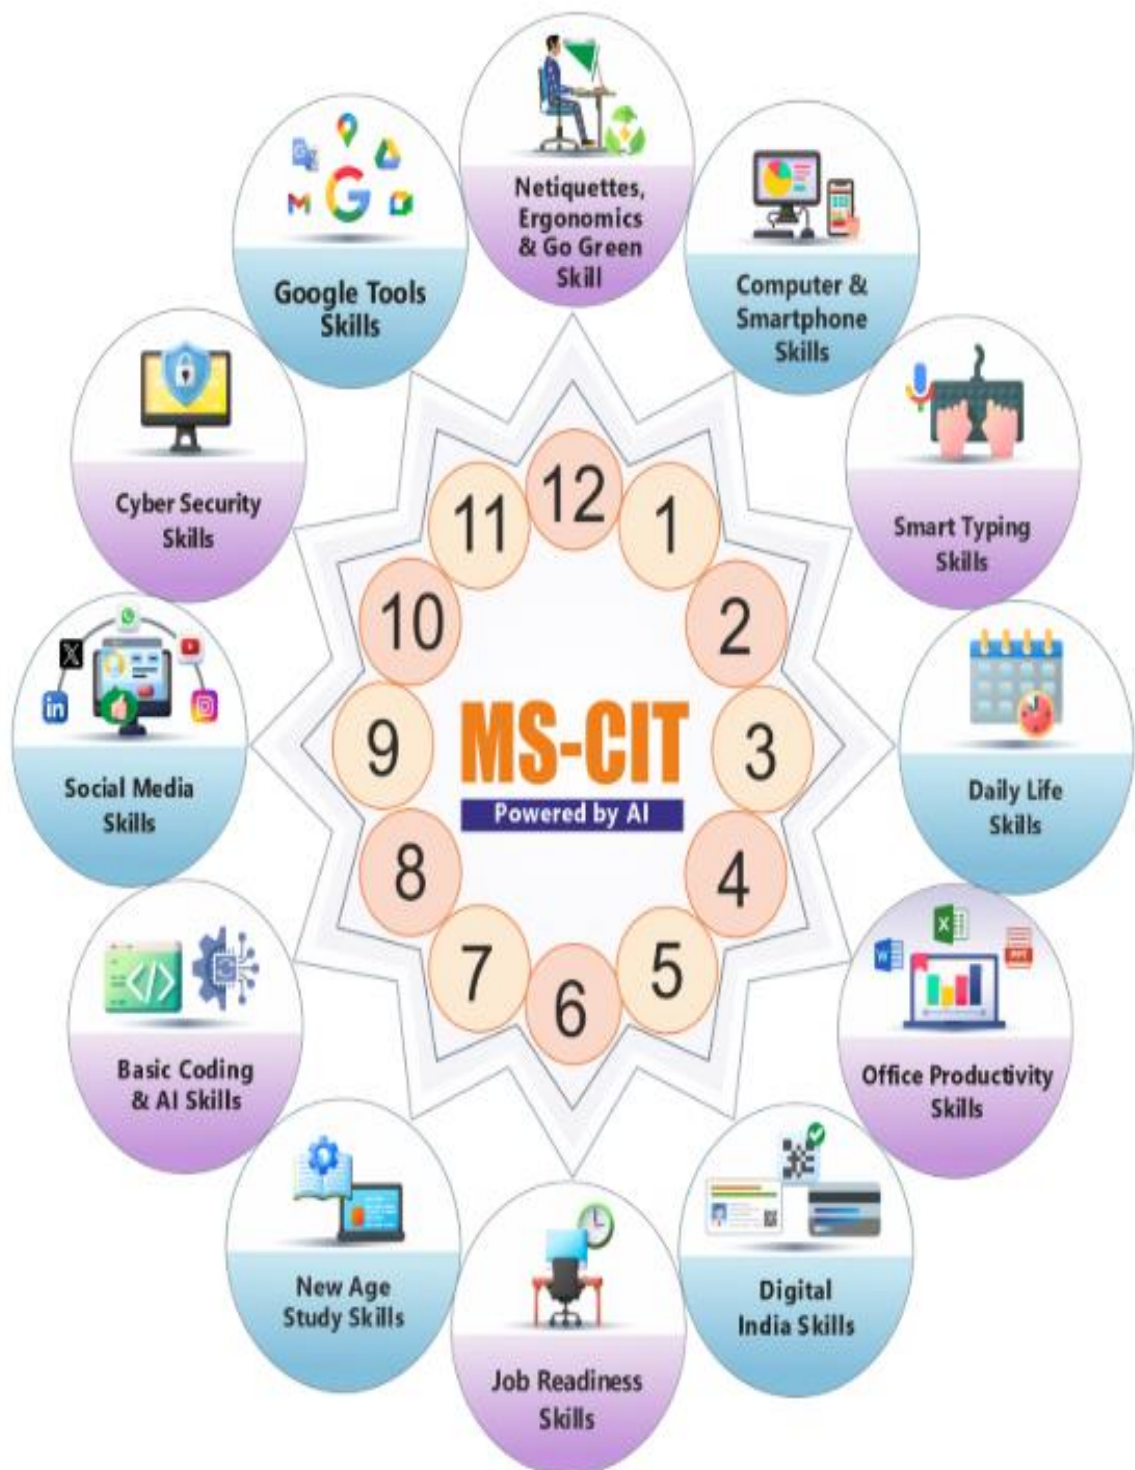 Netiquettes,
Ergonomics
& Go Green
Skill
Computer &
Smartphone
Skills
Smart Typing
Skills
Daily Life
Skills
Office Productivity
Skills
Digital
India Skills
Job Readiness
Skills
New Age
Study Skills
Basic Coding
& AI Skills
Social Media
Skills
Cyber Security
Skills
Google Tools
Skills
12
1
2
3
4
5
6
7
8
9
10
11
MS-CIT
Powered by AI